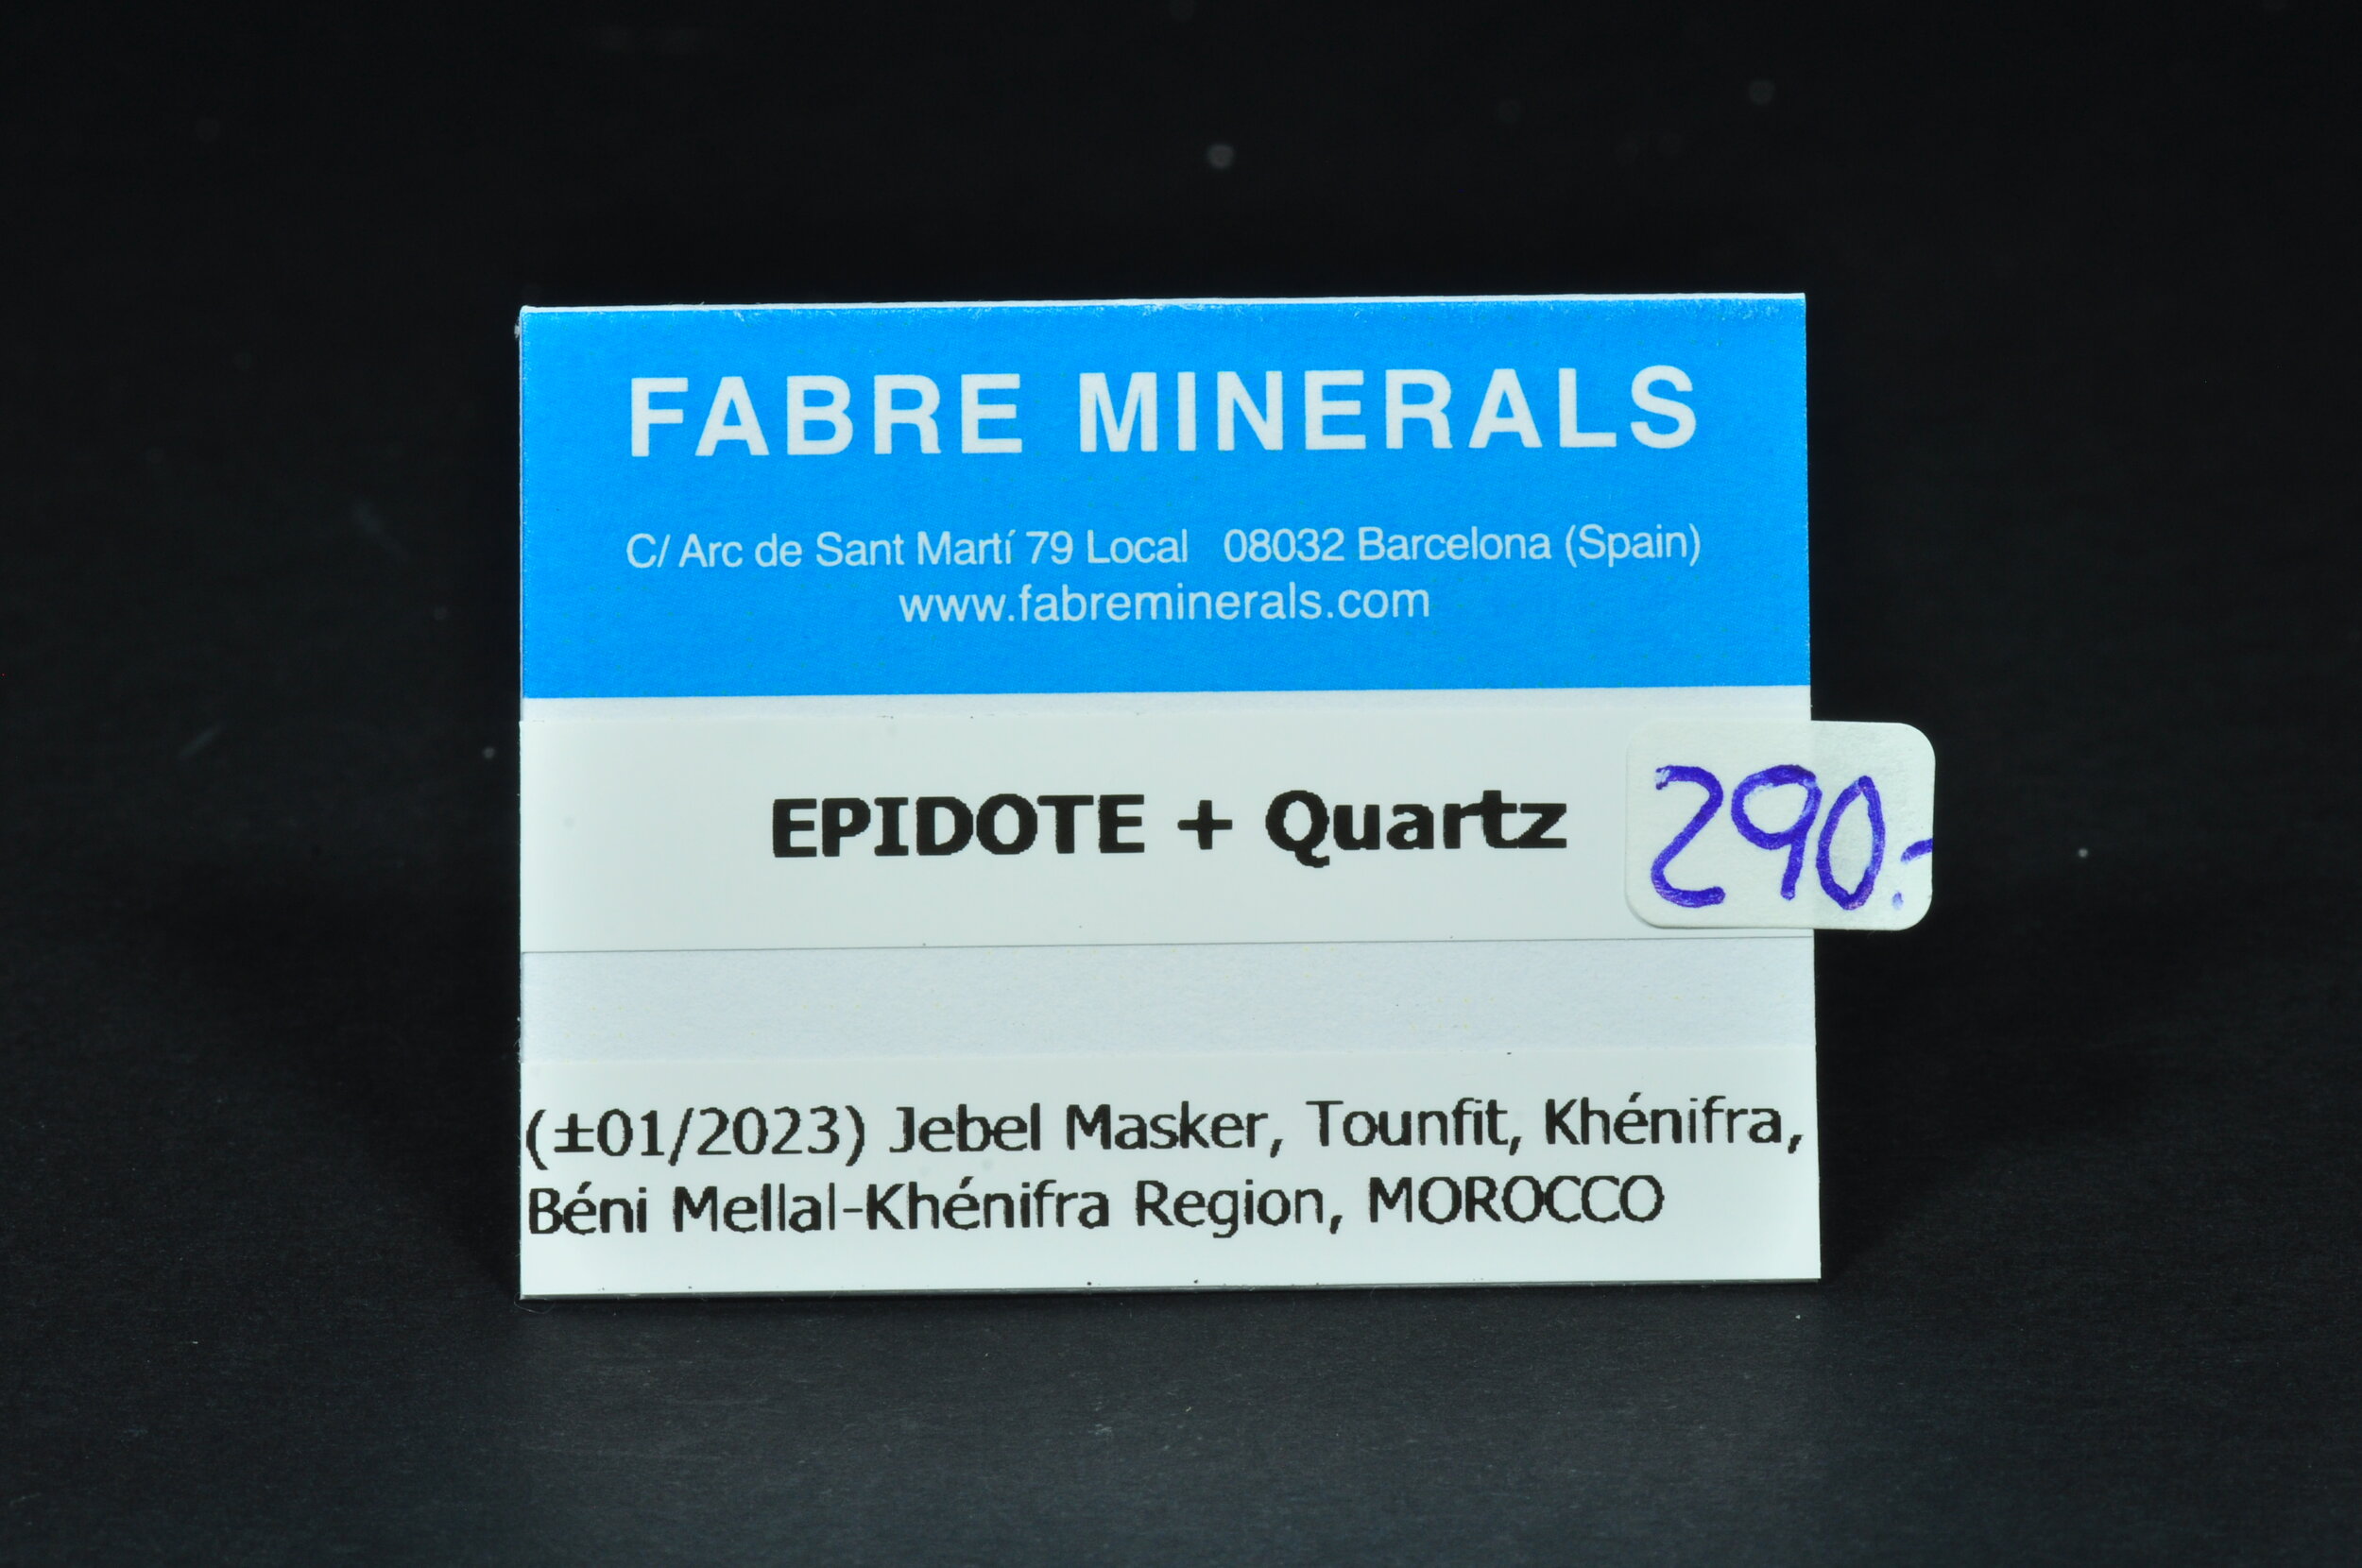 FABRE MINERALS
C/ Arc de Sant Martí 79 Local 08032 Barcelona (Spain)
www.fabreminerals.com
EPIDOTE + Quartz
290.-
(±01/2023) Jebel Masker, Tounfit, Khénifra,
Béni Mellal-Khénifra Region, MOROCCO